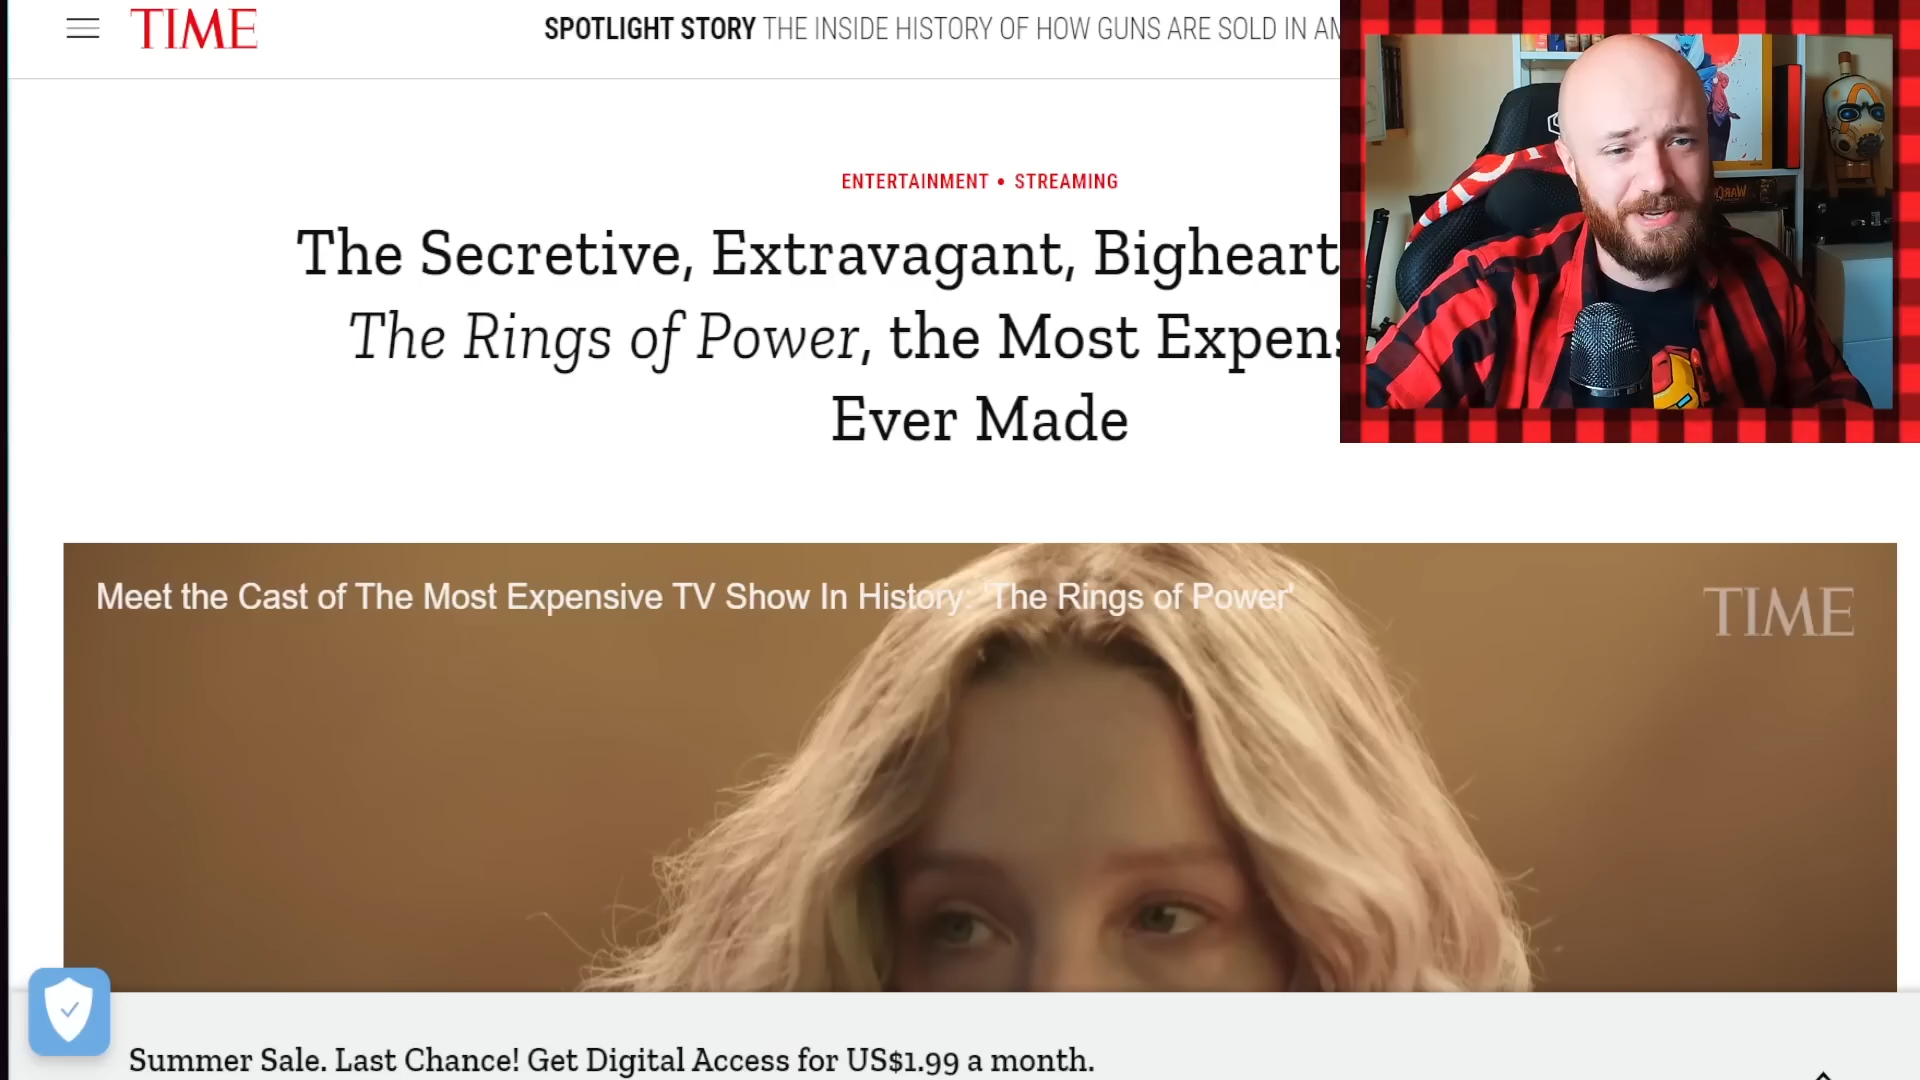 TIME
SPOTLIGHT STORY THE INSIDE HISTORY OF HOW GUNS ARE SOLD IN
ENTERTAINMENT • STREAMING
The Secretive, Extravagant, Bigheart
The Rings of Power, the Most Expens
Ever Made
Meet the Cast of The Most Expensive TV Show In History: 'The Rings of Power'
TIME
Summer Sale. Last Chance! Get Digital Access for US$1.99 a month.